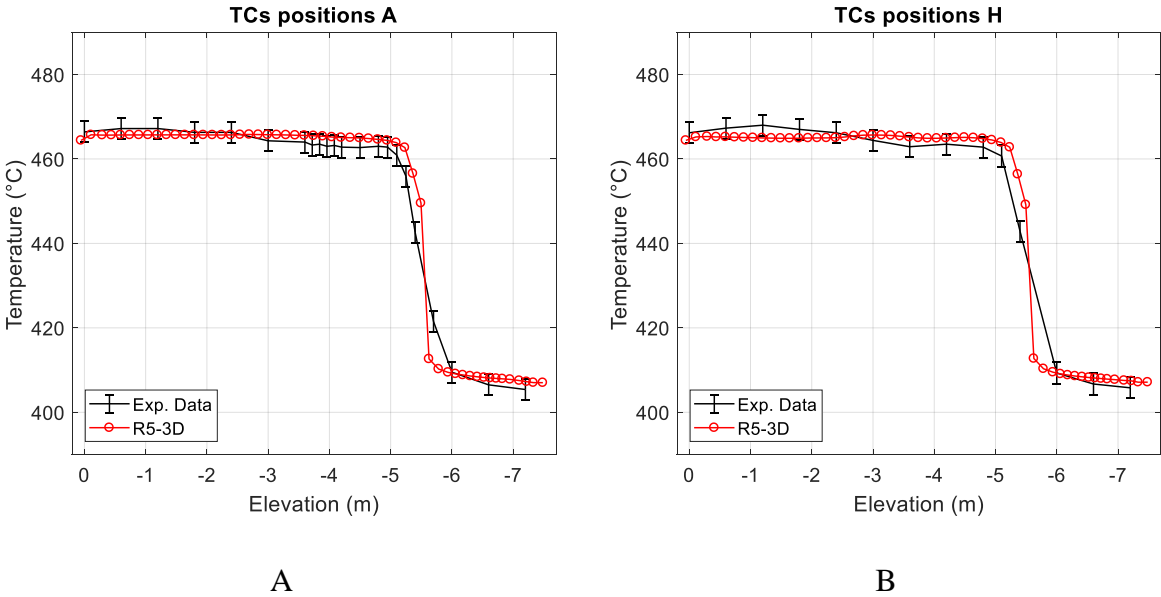 TCs positions A
480
460
440
420
400
Temperature (°C)
0 -1 -2 -3 -4 -5 -6 -7
Elevation (m)
Exp. Data
R5-3D
A
TCs positions H
480
460
440
420
400
Temperature (°C)
0 -1 -2 -3 -4 -5 -6 -7
Elevation (m)
Exp. Data
R5-3D
B